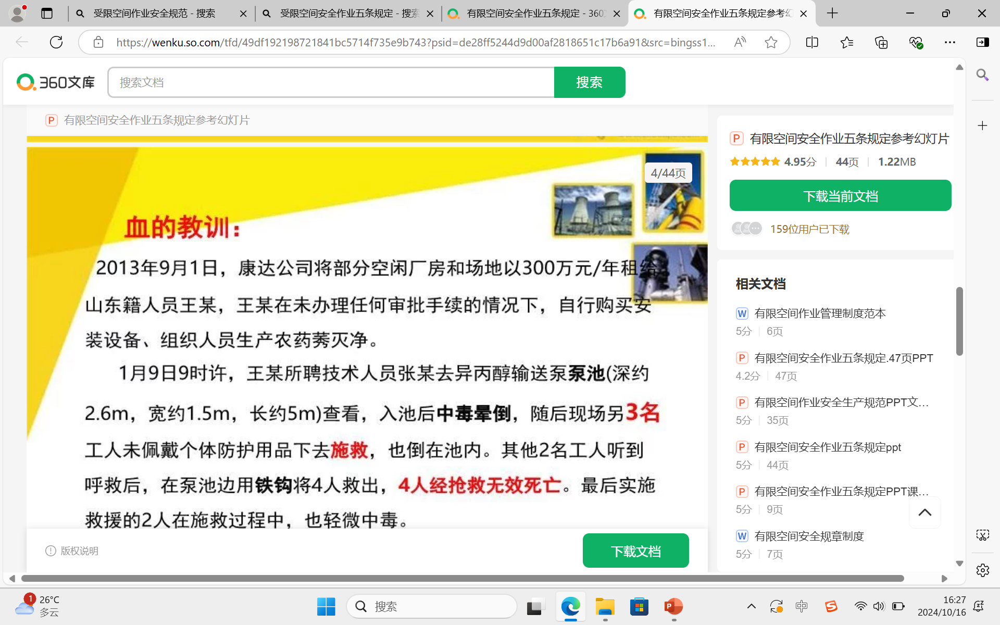 受限空间作业安全规范 - 搜索
受限空间安全作业五条规定 - 搜索
有限空间安全作业五条规定 - 360
有限空间安全作业五条规定参考幻
https://wenku.so.com/tfd/49df192198721841bc5714f735e9b743?psid=de28ff5244d9d00af2818651c17b6a91&src=bingss1...
360文库
搜索文档
搜索
有限空间安全作业五条规定参考幻灯片
4/44页
血的教训：
2013年9月1日，康达公司将部分空闲厂房和场地以300万元/年租给
山东籍人员王某，王某在未办理任何审批手续的情况下，自行购买安
装设备、组织人员生产农药莠灭净。
1月9日9时许，王某所聘技术人员张某去异丙醇输送泵泵池(深约
2.6m，宽约1.5m，长约5m)查看，入池后中毒晕倒，随后现场另3名
工人未佩戴个体防护用品下去施救，也倒在池内。其他2名工人听到
呼救后，在泵池边用铁钩将4人救出，4人经抢救无效死亡。最后实施
救援的2人在施救过程中，也轻微中毒。
版权说明
下载文档
有限空间安全作业五条规定参考幻灯片
4.95分 44页 1.22MB
下载当前文档
159位用户已下载
相关文档
W 有限空间作业管理制度范本
5分 6页
P 有限空间安全作业五条规定.47页PPT
4.2分 47页
P 有限空间作业安全生产规范PPT文...
5分 35页
P 有限空间安全作业五条规定ppt
5分 44页
P 有限空间安全作业五条规定PPT课...
5分 9页
W 有限空间安全规章制度
5分 7页
1
26°C
多云
搜索
中
16:27
2024/10/16